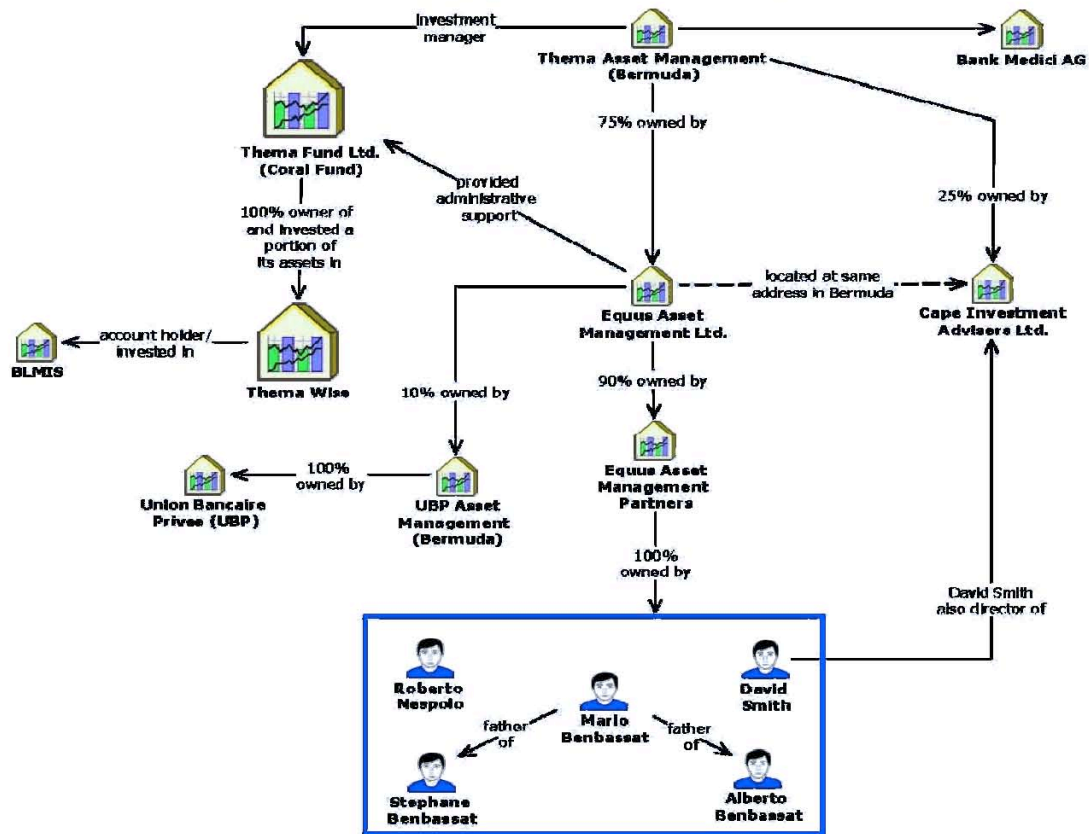 Investment
manager
Thema Asset Management
(Bermuda)
Bank Medici AG
75% owned by
Thema Fund Ltd.
(Coral Fund)
provided
administrative
support
25% owned by
100% owner of
and invested a
portion of
its assets in
located at same
address in Bermuda
Equus Asset
Management Ltd.
Cape Investment
Advisers Ltd.
account holder/
invested in
BLMIS
Thema Wise
10% owned by
90% owned by
100%
owned by
Union Bancaire
Privee (UBP)
UBP Asset
Management
(Bermuda)
Equus Asset
Management
Partners
100%
owned by
David Smith
also director of
Roberto
Nespolo
Mario
Benbassat
David
Smith
father
of
father
of
Stephane
Benbassat
Alberto
Benbassat